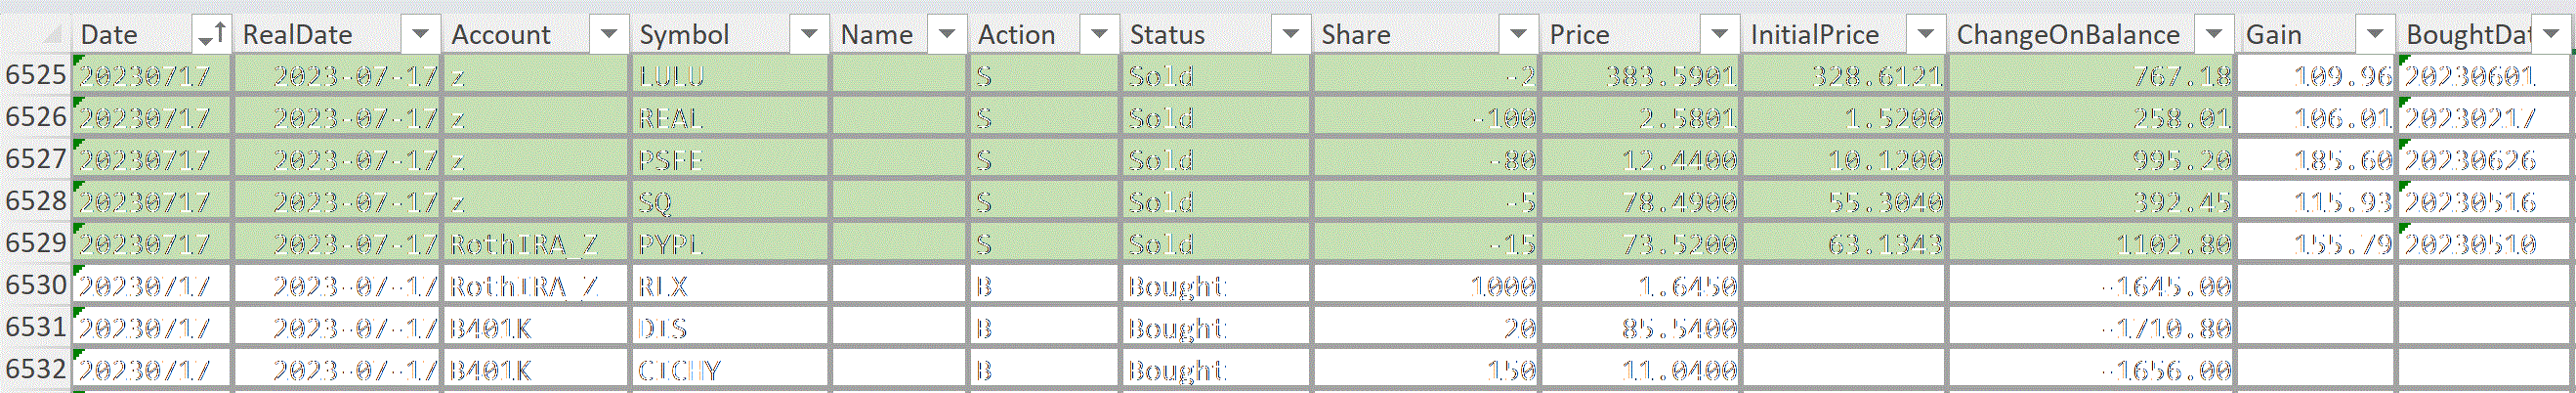 Date RealDate Account Symbol Name Action Status Share Price InitialPrice ChangeOnBalance Gain BoughtDat
6525 20230717 2023-07-17 z LULU S Sold -2 383.5901 328.6121 767.18 109.96 20230601
6526 20230717 2023-07-17 z REAL S Sold -100 2.5801 1.5200 258.01 106.01 20230217
6527 20230717 2023-07-17 z PSFE S Sold -80 12.4400 10.1200 995.20 185.60 20230626
6528 20230717 2023-07-17 z SQ S Sold -5 78.4900 55.3040 392.45 115.93 20230516
6529 20230717 2023-07-17 RothIRA_Z PYPL S Sold -15 73.5200 63.1343 1102.80 155.79 20230510
6530 20230717 2023-07-17 RothIRA_Z RLX B Bought 1000 1.6450 -1645.00
6531 20230717 2023-07-17 B401K DIS B Bought 20 85.5400 -1710.80
6532 20230717 2023-07-17 B401K CICHY B Bought 150 11.0400 -1656.00